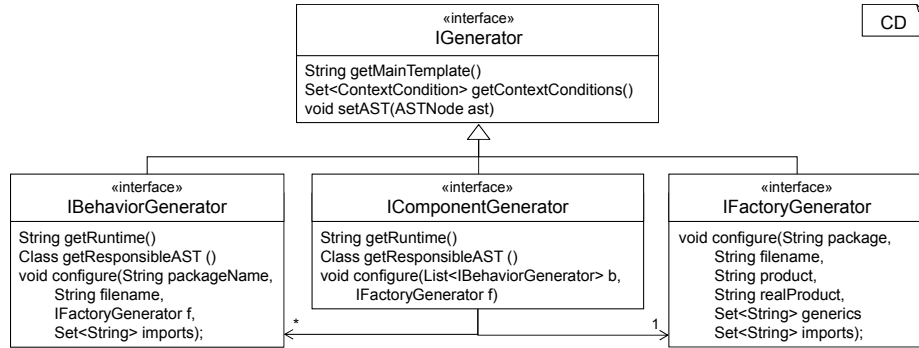 «interface»
IGenerator
CD
String getMainTemplate()
Set<ContextCondition> getContextConditions()
void setAST(ASTNode ast)
«interface»
IBehaviorGenerator
String getRuntime()
Class getResponsibleAST ()
void configure(String packageName,
String filename,
IFactoryGenerator f,
Set<String> imports);
«interface»
IComponentGenerator
String getRuntime()
Class getResponsibleAST ()
void configure(List<IBehaviorGenerator> b,
IFactoryGenerator f)
«interface»
IFactoryGenerator
void configure(String package,
String filename,
String product,
String realProduct,
Set<String> generics
Set<String> imports);
*
1